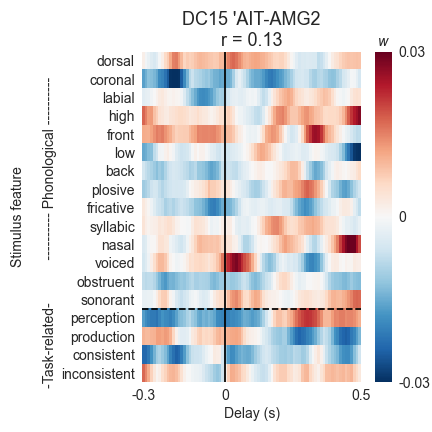 DC15 'AIT-AMG2
r = 0.13
w
dorsal
coronal
labial
high
front
low
back
plosive
fricative
syllabic
nasal
voiced
obstruent
sonorant
perception
production
consistent
inconsistent
Stimulus feature
-Task-related-
---------- Phonological ----------
-0.3
0
0.5
Delay (s)
0.03
0
-0.03